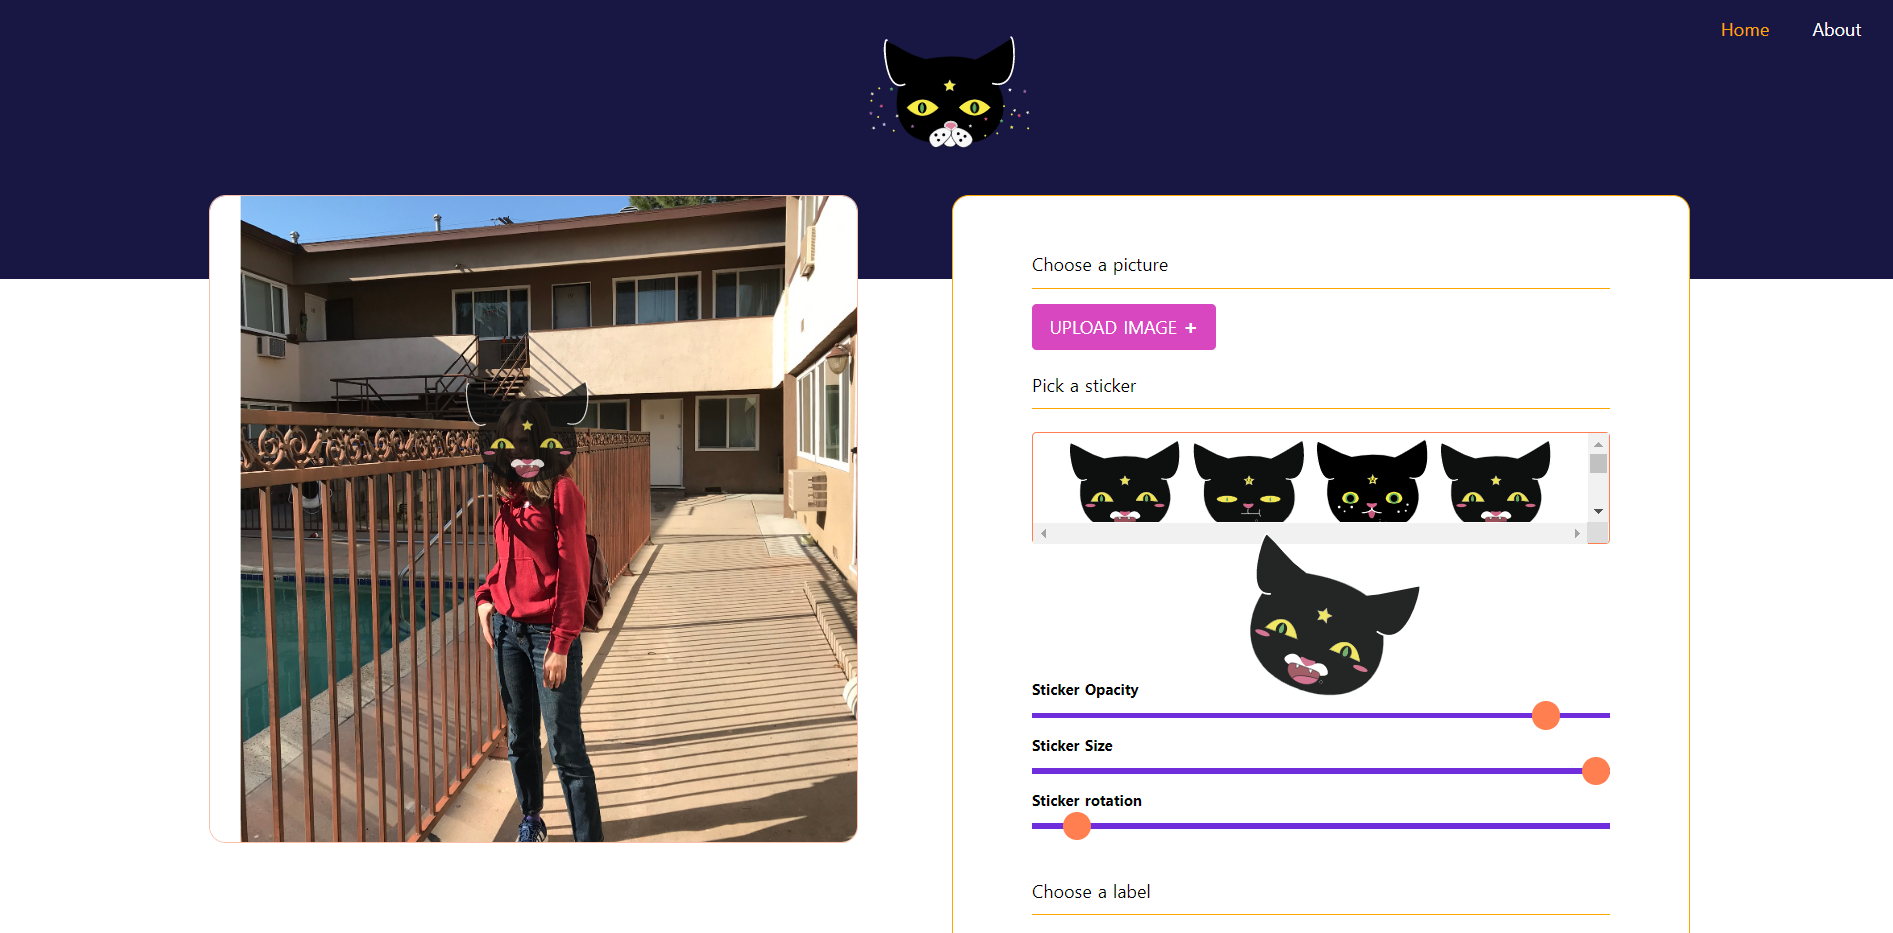 Home
About
Choose a picture
UPLOAD IMAGE +
Pick a sticker
Sticker Opacity
Sticker Size
Sticker rotation
Choose a label